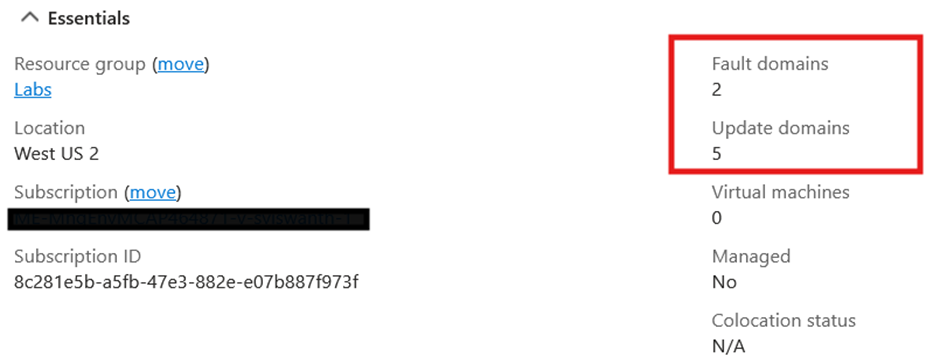 Essentials
Resource group (move)
Labs
Location
West US 2
Subscription (move)
Subscription ID
8c281e5b-a5fb-47e3-882e-e07b887f973f
Fault domains
2
Update domains
5
Virtual machines
0
Managed
No
Colocation status
N/A